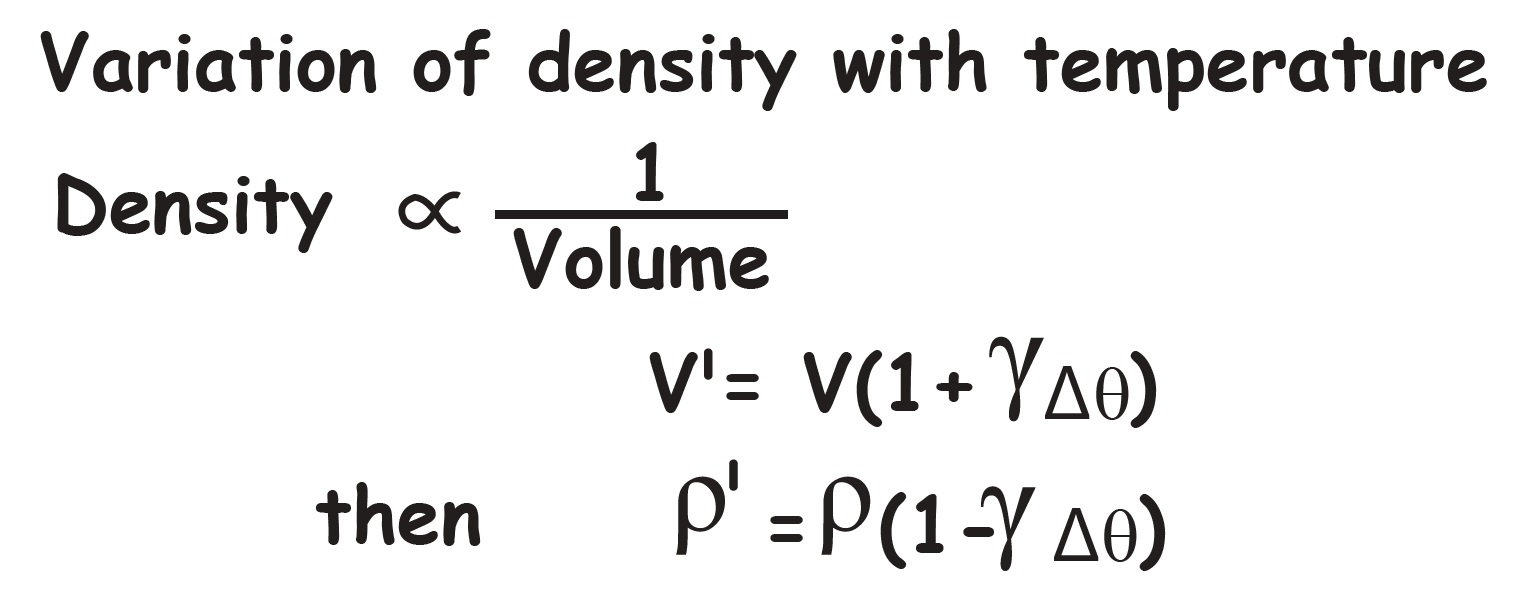 Variation of density with temperature
Density ∝ 1/Volume
V'= V(1+γΔθ)
then ρ'=ρ(1-γΔθ)